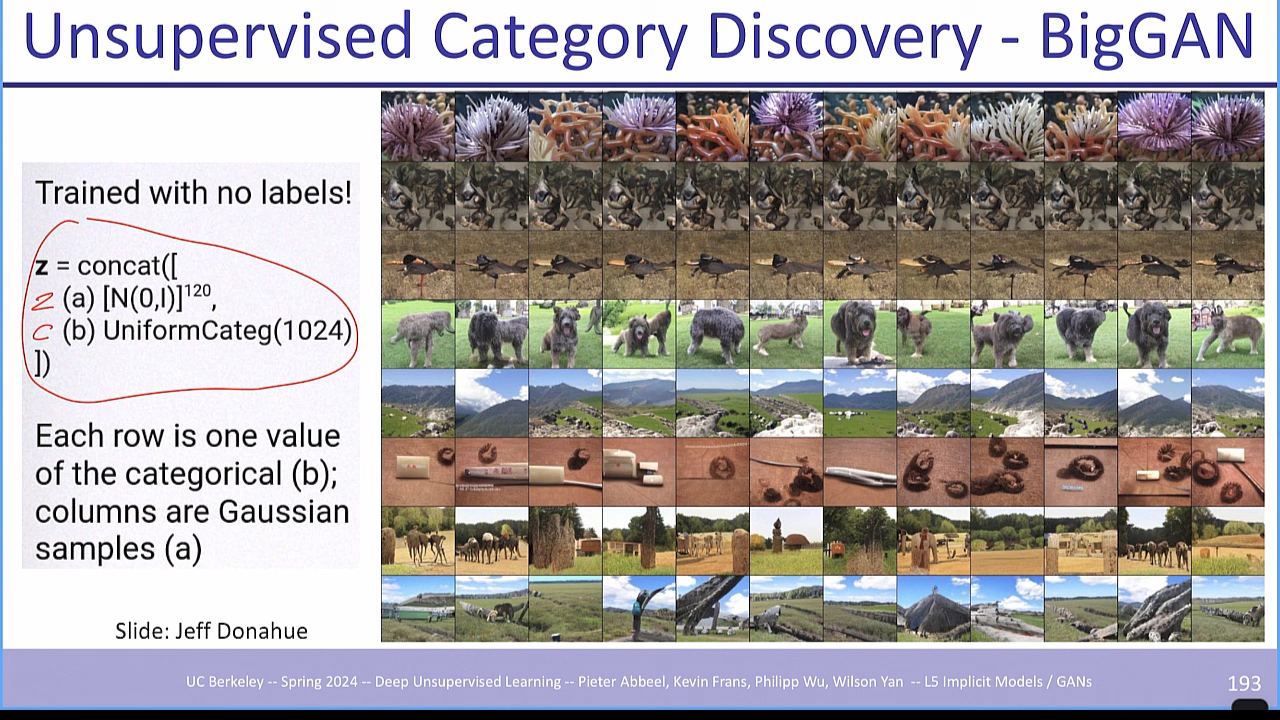 Unsupervised Category Discovery - BigGAN
Trained with no labels!
z = concat([
z (a) [N(0,I)]¹²⁰,
c (b) UniformCateg(1024)
])
Each row is one value
of the categorical (b);
columns are Gaussian
samples (a)
Slide: Jeff Donahue
UC Berkeley -- Spring 2024 -- Deep Unsupervised Learning -- Pieter Abbeel, Kevin Frans, Philipp Wu, Wilson Yan -- L5 Implicit Models / GANs
193